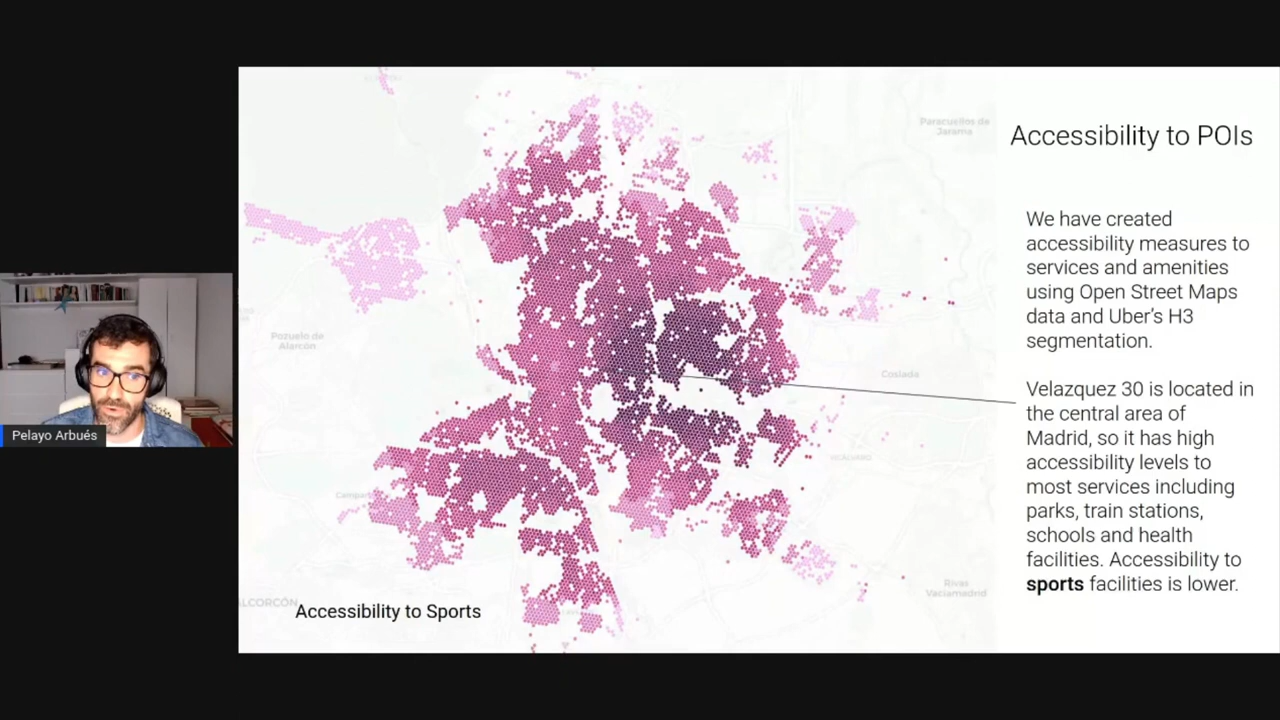 Accessibility to POIs
We have created
accessibility measures to
services and amenities
using Open Street Maps
data and Uber's H3
segmentation.
Velazquez 30 is located in
the central area of
Madrid, so it has high
accessibility levels to
most services including
parks, train stations,
schools and health
facilities. Accessibility to
sports facilities is lower.
Paracuellos de
Jarama
Pozuelo de
Alarcón
Coslada
Rivas
Vaciamadrid
ALCORCÓN
Accessibility to Sports
Pelayo Arbués